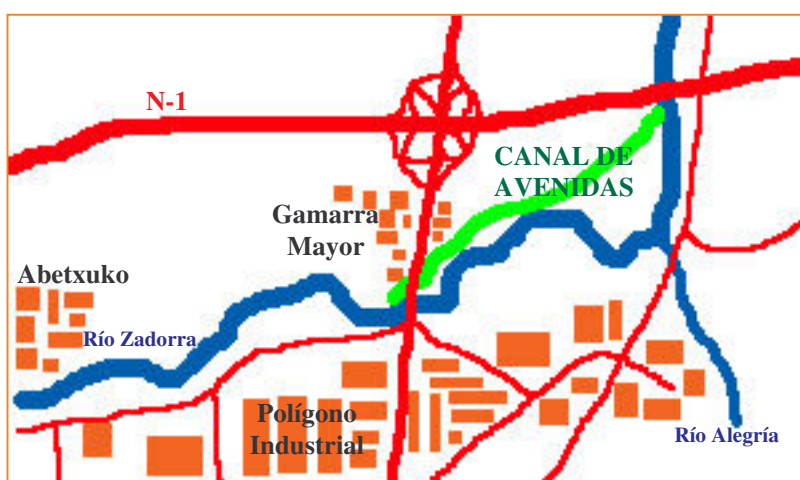 N-1
CANAL DE
AVENIDAS
Gamarra
Mayor
Abetxuko
Río Zadorra
Polígono
Industrial
Río Alegría